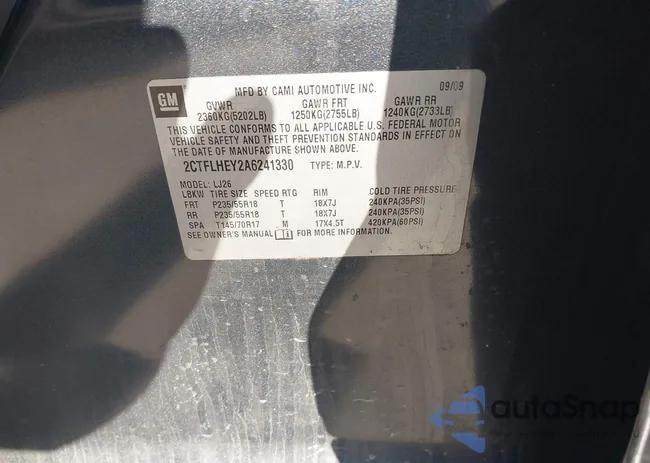 GM
MFD BY CAMI AUTOMOTIVE INC. 09/09
GVWR GAWR FRT GAWR RR
2360KG(5202LB) 1250KG(2755LB) 1240KG(2733LB)
THIS VEHICLE CONFORMS TO ALL APPLICABLE U.S. FEDERAL MOTOR
VEHICLE SAFETY AND THEFT PREVENTION STANDARDS IN EFFECT ON
THE DATE OF MANUFACTURE SHOWN ABOVE.
2CTFLHEY2A6241330 TYPE: M.P.V.
MODEL: LJ26
LBKW TIRE SIZE SPEED RTG RIM COLD TIRE PRESSURE
FRT P235/55R18 T 18X7J 240KPA(35PSI)
RR P235/55R18 T 18X7J 240KPA(35PSI)
SPA T145/70R17 M 17X4.5T 420KPA(60PSI)
SEE OWNER'S MANUAL FOR MORE INFORMATION.
autoSnap